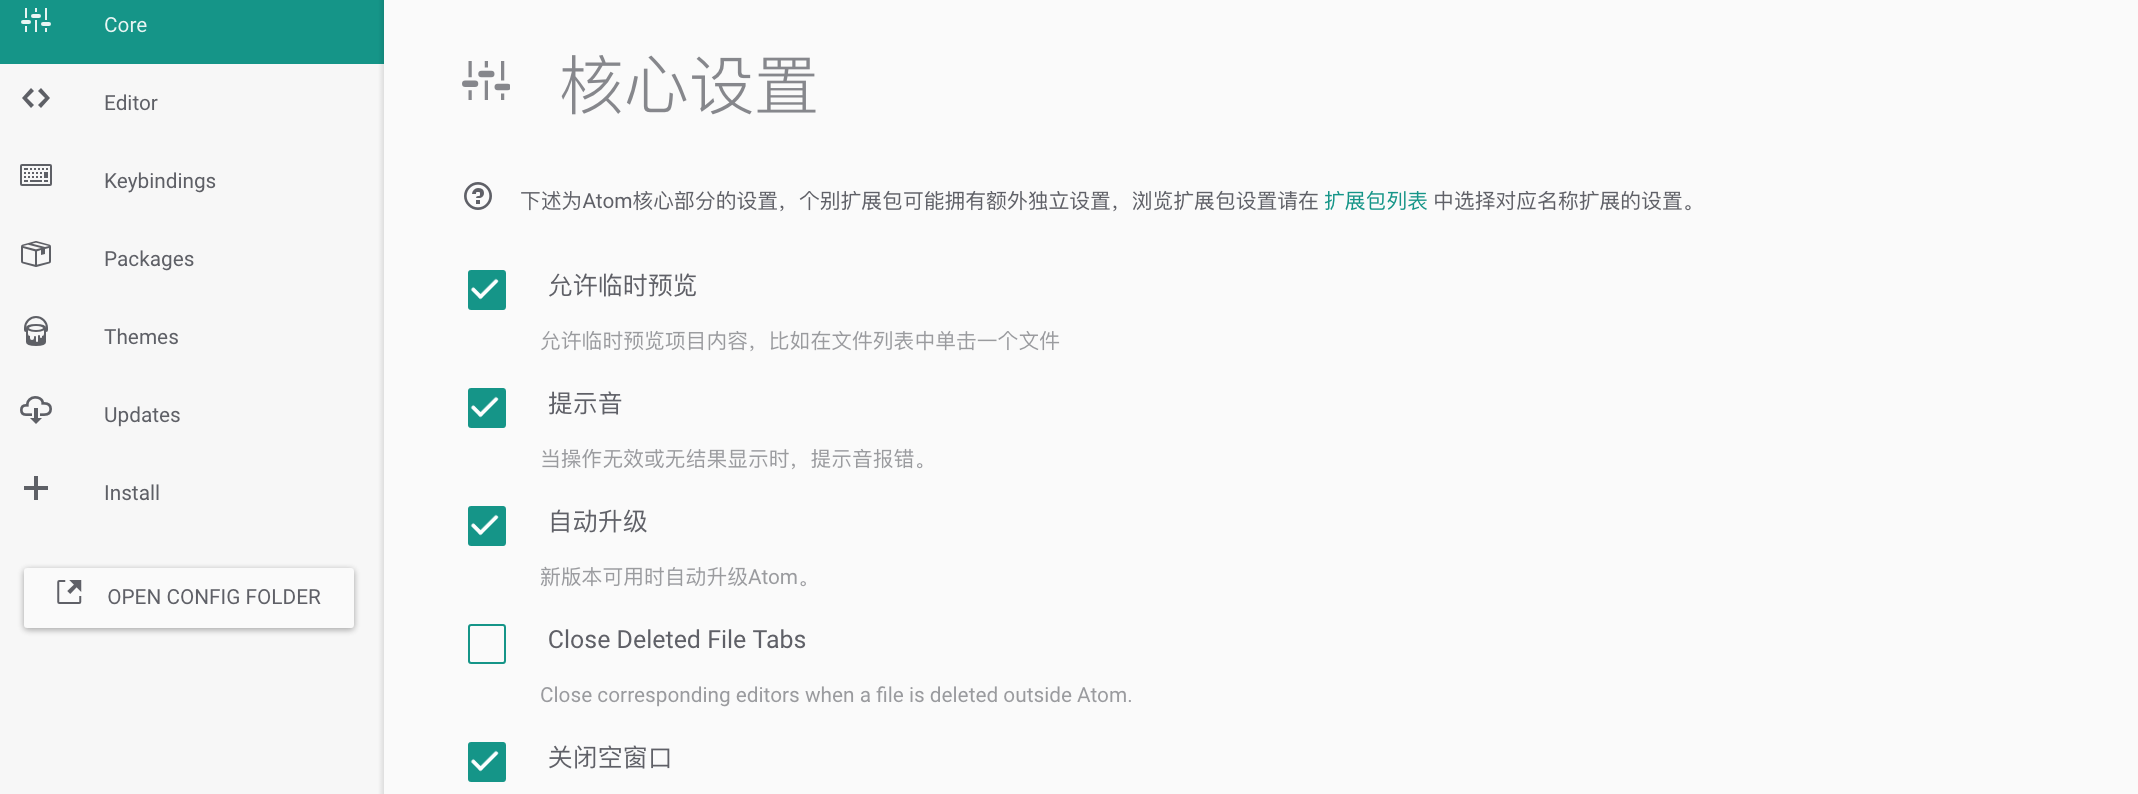 Core
Editor
Keybindings
Packages
Themes
Updates
Install
OPEN CONFIG FOLDER
核心设置
下述为Atom核心部分的设置，个别扩展包可能拥有额外独立设置，浏览扩展包设置请在 扩展包列表 中选择对应名称扩展的设置。
允许临时预览
允许临时预览项目内容，比如在文件列表中单击一个文件
提示音
当操作无效或无结果显示时，提示音报错。
自动升级
新版本可用时自动升级Atom。
Close Deleted File Tabs
Close corresponding editors when a file is deleted outside Atom.
关闭空窗口